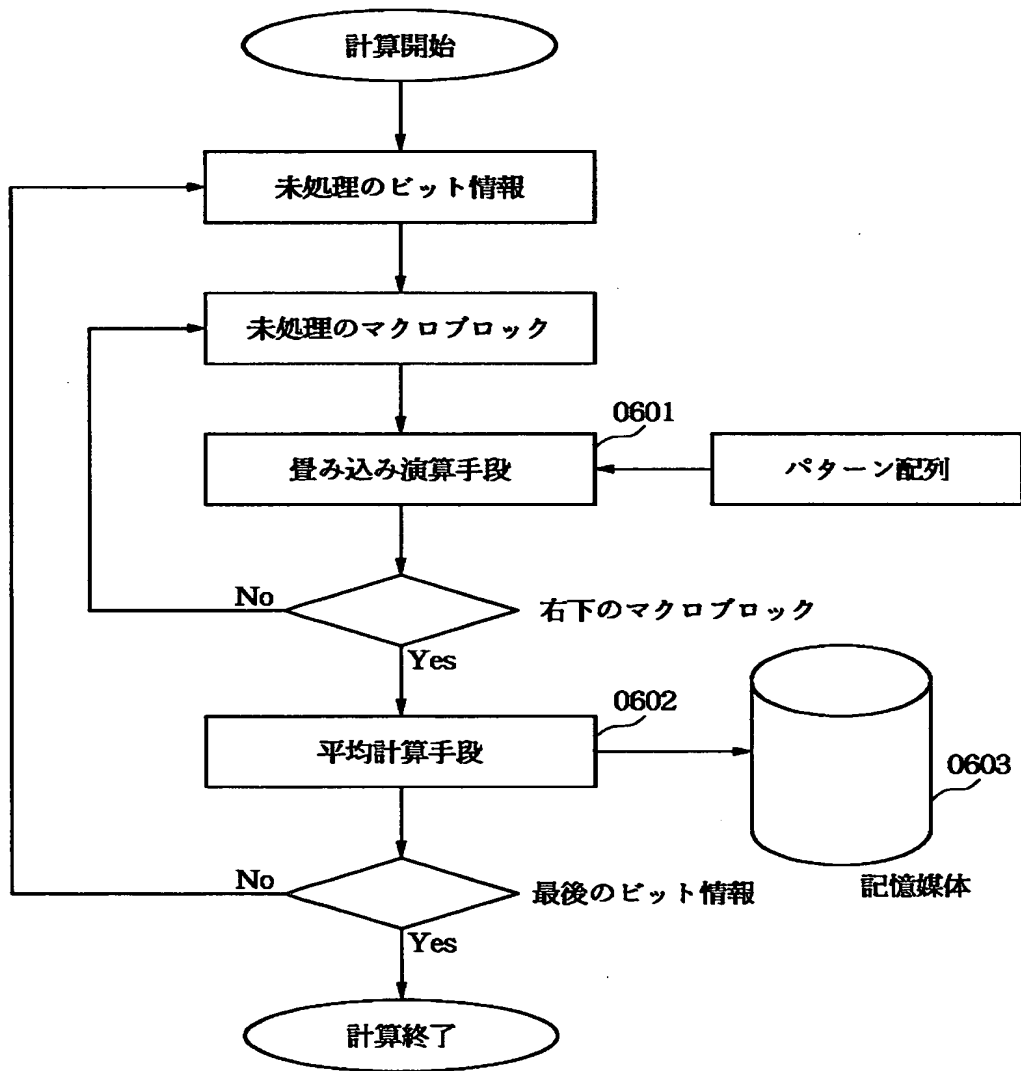 計算開始
未処理のビット情報
未処理のマクロブロック
0601
畳み込み演算手段
パターン配列
No
右下のマクロブロック
Yes
0602
平均計算手段
0603
No
最後のビット情報
記憶媒体
Yes
計算終了